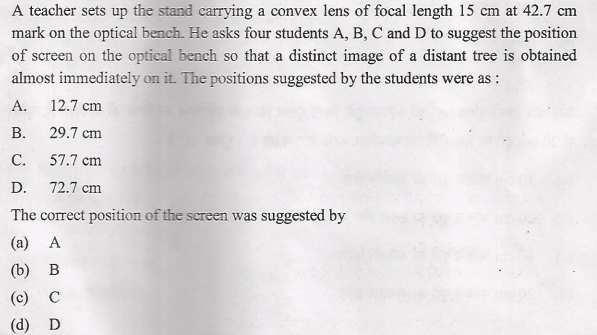 A teacher sets up the stand carrying a convex lens of focal length 15 cm at 42.7 cm
mark on the optical bench. He asks four students A, B, C and D to suggest the position
of screen on the optical bench so that a distinct image of a distant tree is obtained
almost immediately on it. The positions suggested by the students were as :
A. 12.7 cm
B. 29.7 cm
C. 57.7 cm
D. 72.7 cm
The correct position of the screen was suggested by
(a) A
(b) B
(c) C
(d) D